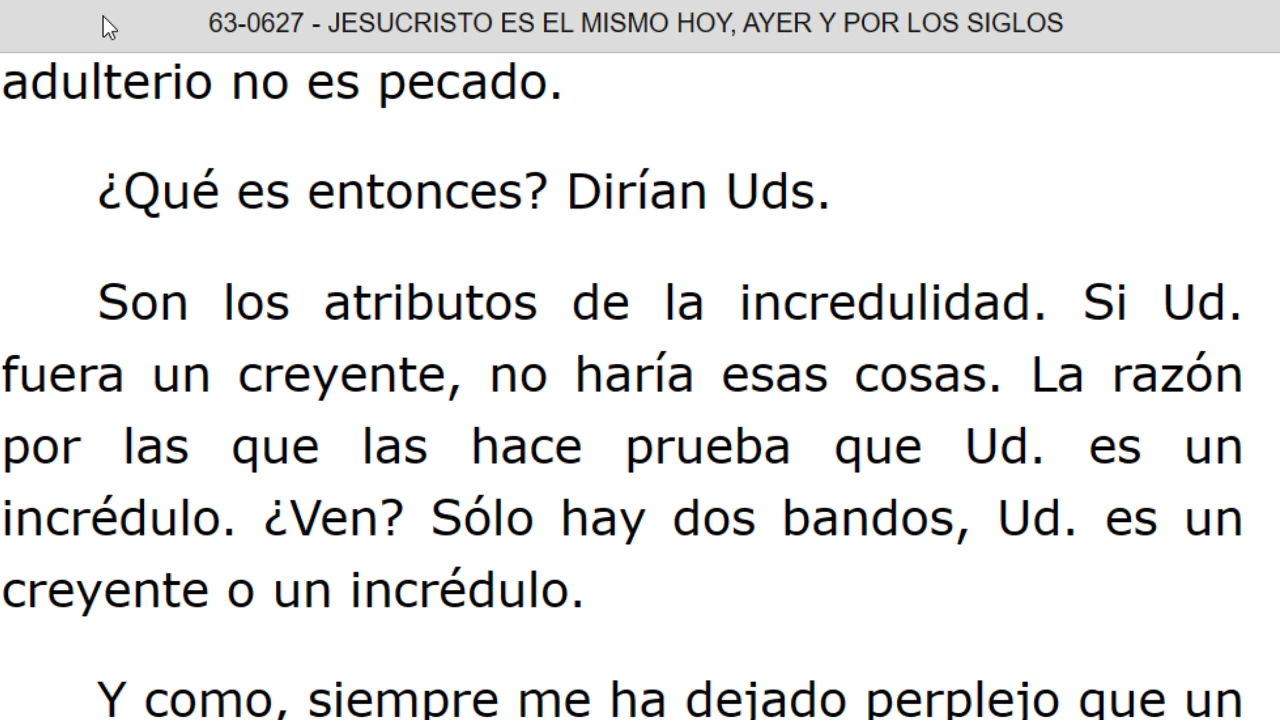 63-0627 - JESUCRISTO ES EL MISMO HOY, AYER Y POR LOS SIGLOS
adulterio no es pecado.
¿Qué es entonces? Dirían Uds.
Son los atributos de la incredulidad. Si Ud.
fuera un creyente, no haría esas cosas. La razón
por las que las hace prueba que Ud. es un
incrédulo. ¿Ven? Sólo hay dos bandos, Ud. es un
creyente o un incrédulo.
Y como, siempre me ha dejado perplejo que un